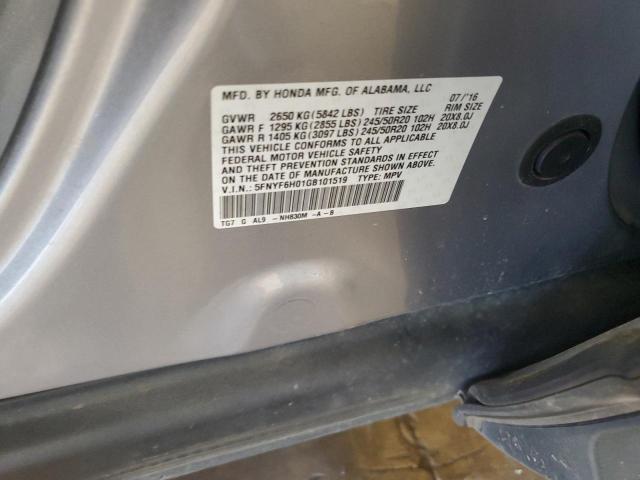 MFD. BY HONDA MFG. OF ALABAMA, LLC 07/'16
GVWR 2650 KG(5842 LBS) TIRE SIZE RIM SIZE
GAWR F 1295 KG(2855 LBS)245/50R20 102H 20X8.0J
GAWR R 1405 KG(3097 LBS)245/50R20 102H 20X8.0J
THIS VEHICLE CONFORMS TO ALL APPLICABLE
FEDERAL MOTOR VEHICLE SAFETY
AND THEFT PREVENTION STANDARDS IN EFFECT
ON THE DATE OF MANUFACTURE SHOWN ABOVE.
V.I.N.: 5FNYF6H01GB101519 TYPE: MPV
TG7 G AL9 -NH830M -A-B